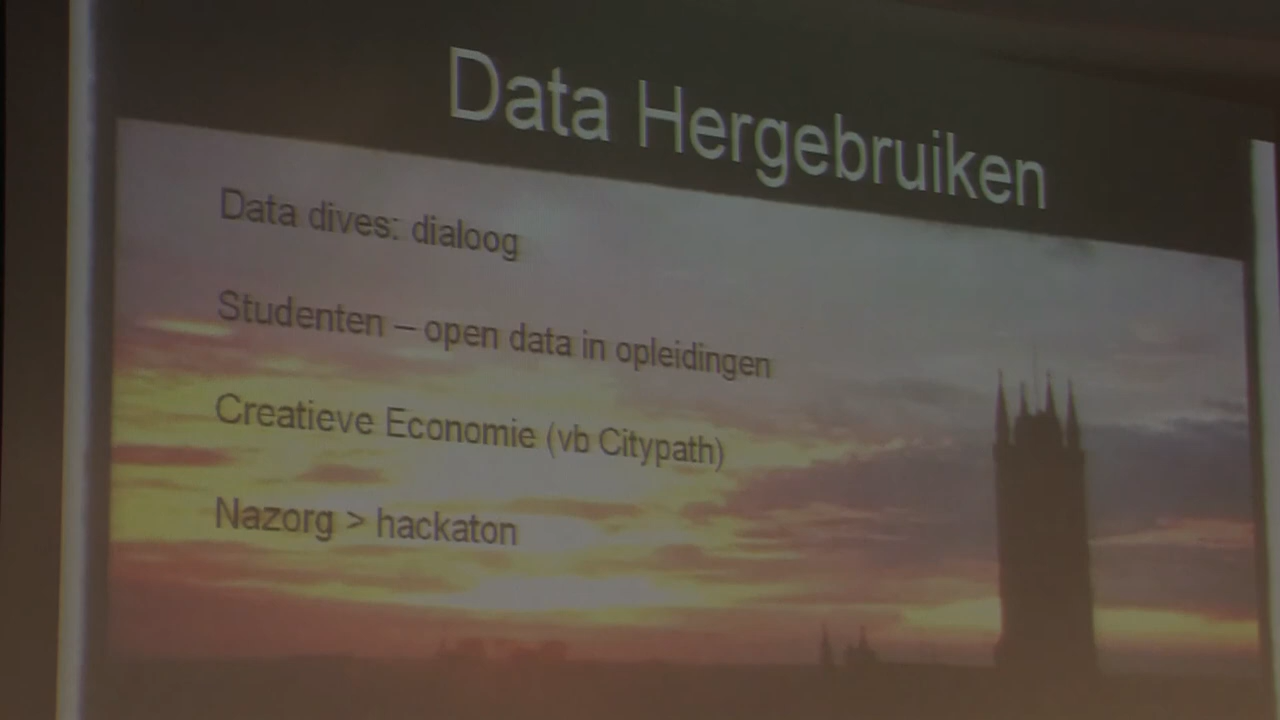 Data Hergebruiken
Data dives: dialoog
Studenten – open data in opleidingen
Creatieve Economie (vb Citypath)
Nazorg > hackaton